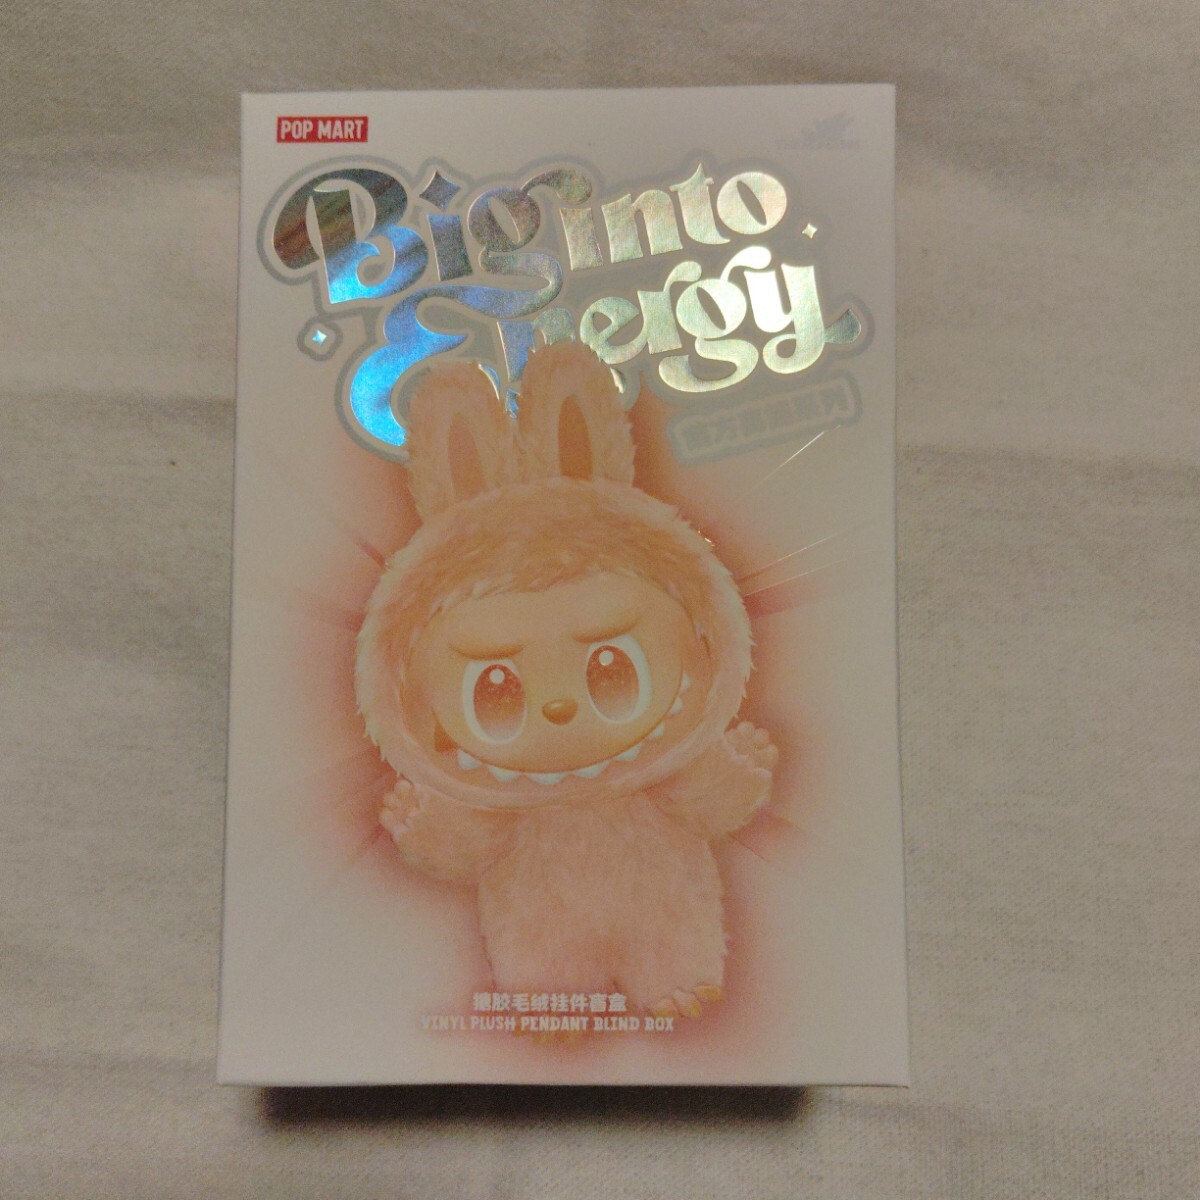 POP MART
Big into
Energy
搪胶毛绒挂件盲盒
VINYL PLUSH PENDANT BLIND BOX